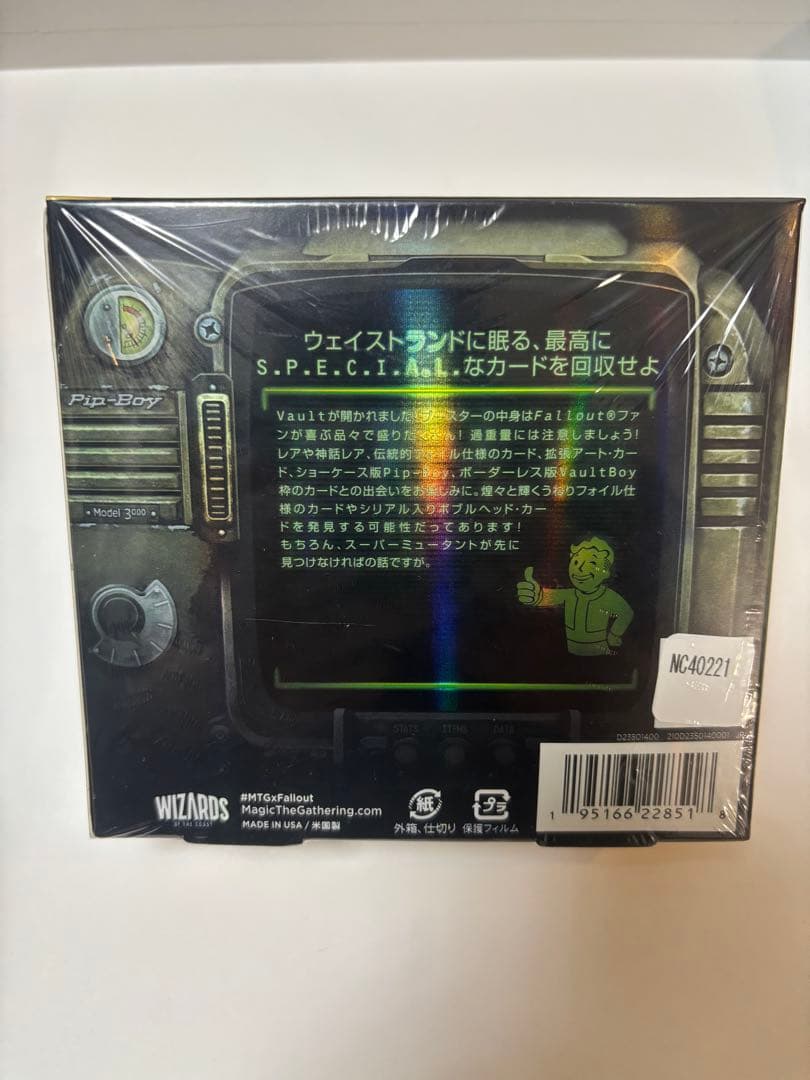 ウェイストランドに眠る、最高に
S.P.E.C.I.A.L.なカードを回収せよ
Pip-Boy
Model 3000
Vaultが開かれました!ブースターの中身はFallout®ファ
ンが喜ぶ品々で盛りだくさん! 過重量には注意しましょう!
レアや神話レア、伝統的フォイル仕様のカード、拡張アート・カー
ド、ショーケース版Pip-Boy、ボーダーレス版VaultBoy
枠のカードとの出会いをお楽しみに。煌々と輝くうねりフォイル仕
様のカードやシリアル入りボブルヘッド・カー
ドを発見する可能性だってあります!
もちろん、スーパーミュータントが先に
見つけなければの話ですが。
NC40221
STATS ITEMS DATA
D23501400 210D2350140001
WIZARDS
OF THE COAST
#MTGxFallout
MagicTheGathering.com
MADE IN USA / 米国製
紙
外箱、仕切り
プラ
保護フィルム
1 95166 22851 8